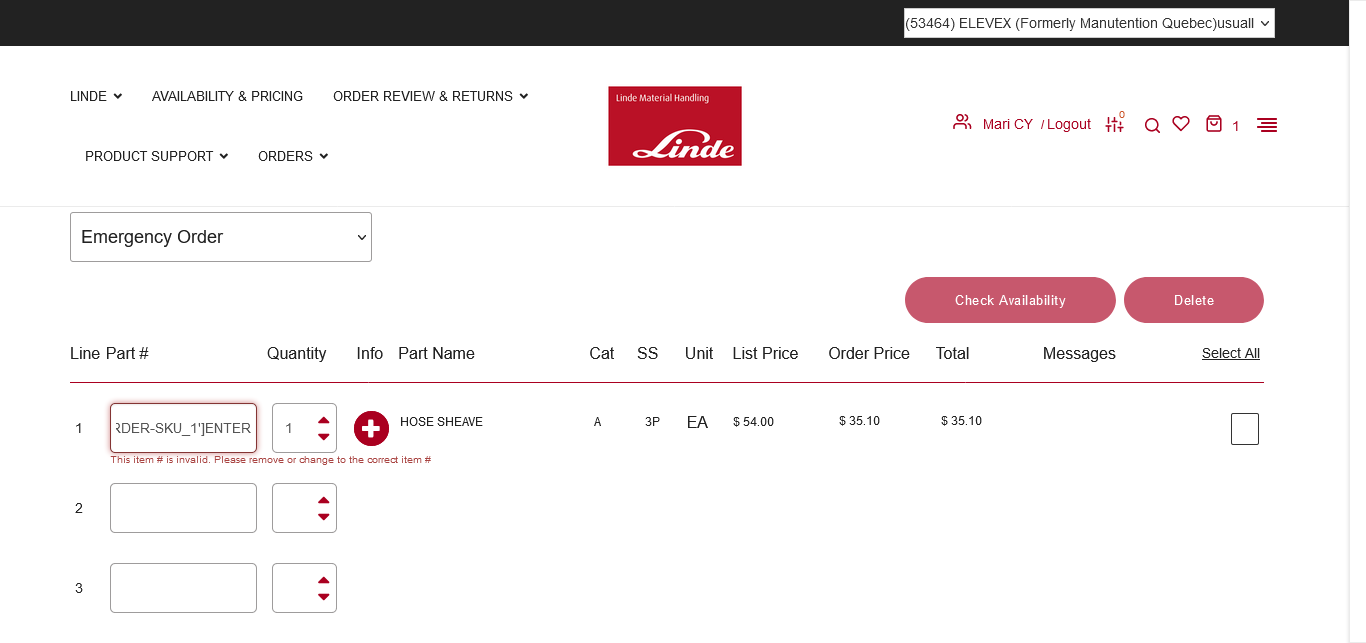 (53464) ELEVEX (Formerly Manutention Quebec)usuall
LINDE
AVAILABILITY & PRICING
ORDER REVIEW & RETURNS
PRODUCT SUPPORT
ORDERS
Linde Material Handling
Linde
Mari CY / Logout
0
1
Emergency Order
Check Availability
Delete
Line Part # Quantity Info Part Name Cat SS Unit List Price Order Price Total Messages Select All
1 RDER-SKU_1']ENTER 1 HOSE SHEAVE A 3P EA $ 54.00 $ 35.10 $ 35.10
This item # is invalid. Please remove or change to the correct item #
2
3